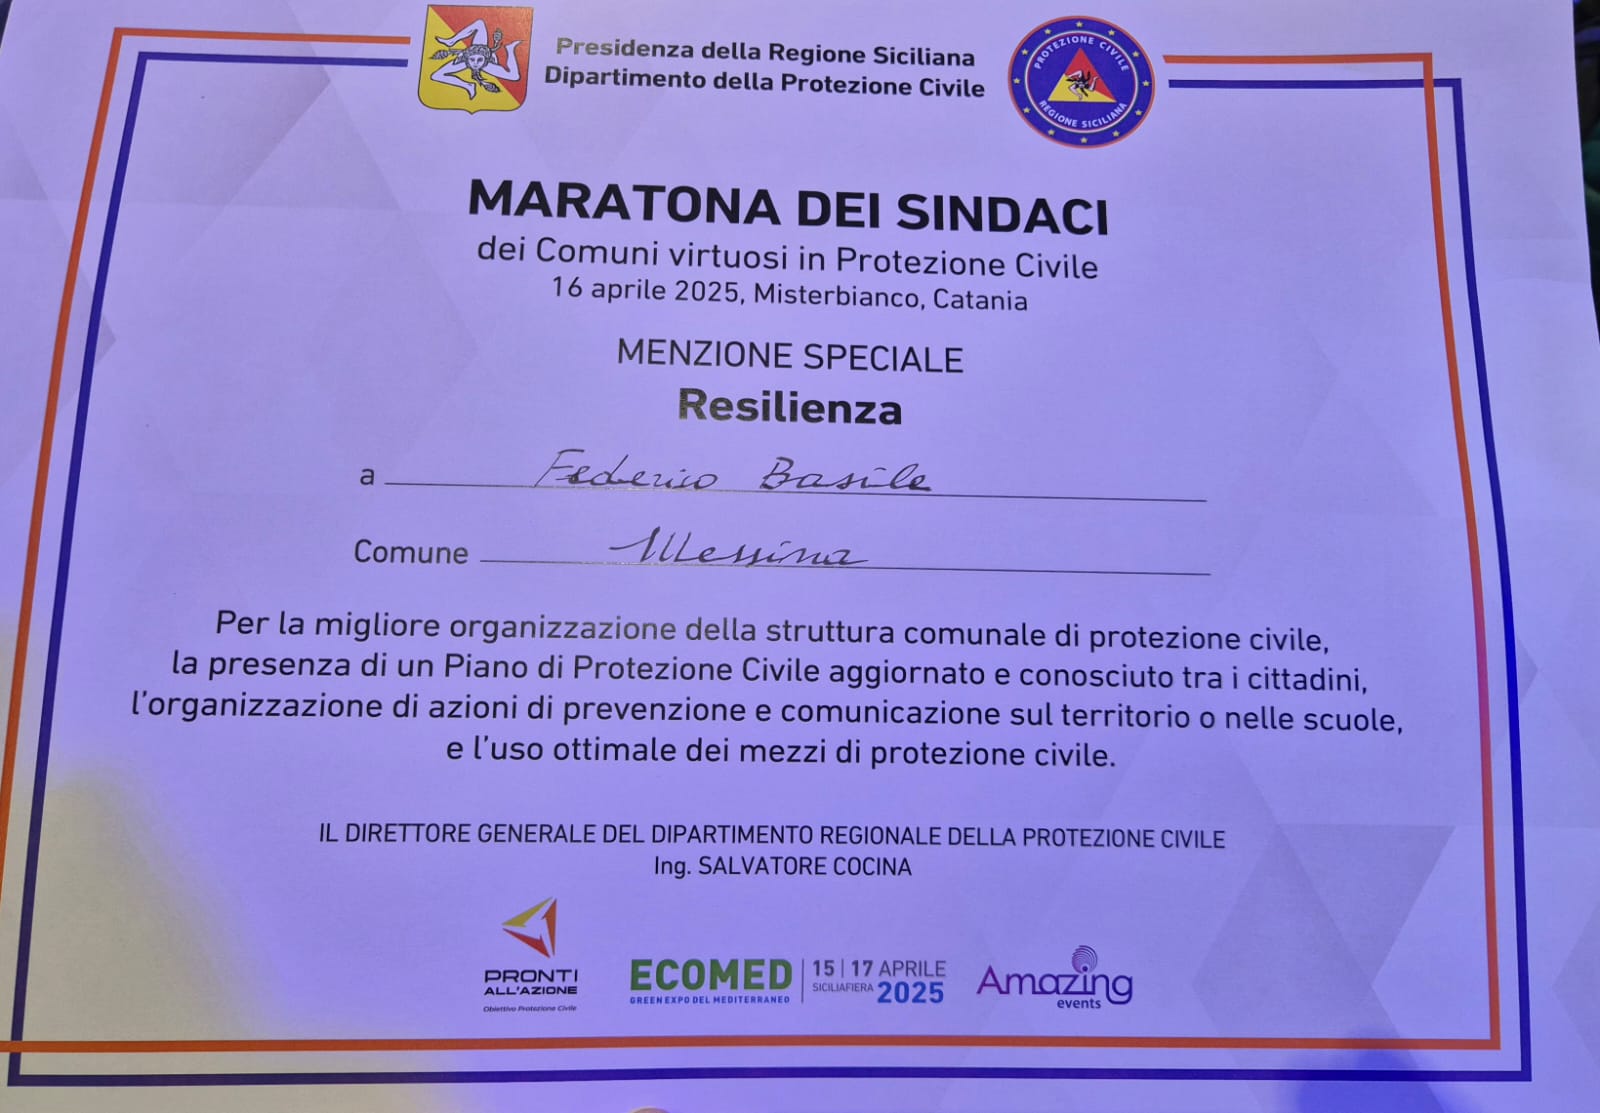 Presidenza della Regione Siciliana
Dipartimento della Protezione Civile
PROTEZIONE CIVILE
REGIONE SICILIANA
MARATONA DEI SINDACI
dei Comuni virtuosi in Protezione Civile
16 aprile 2025, Misterbianco, Catania
MENZIONE SPECIALE
Resilienza
a Federico Basile
Comune Messina
Per la migliore organizzazione della struttura comunale di protezione civile,
la presenza di un Piano di Protezione Civile aggiornato e conosciuto tra i cittadini,
l'organizzazione di azioni di prevenzione e comunicazione sul territorio o nelle scuole,
e l'uso ottimale dei mezzi di protezione civile.
IL DIRETTORE GENERALE DEL DIPARTIMENTO REGIONALE DELLA PROTEZIONE CIVILE
Ing. SALVATORE COCINA
PRONTI
ALL'AZIONE
Obiettivo Protezione Civile
ECOMED
GREEN EXPO DEL MEDITERRANEO
15 | 17 APRILE
SICILIAFIERA 2025
Amazing
events